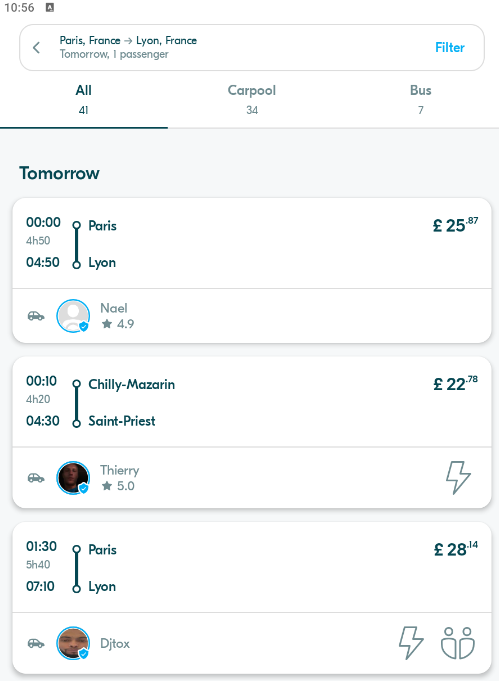 10:56 A
Paris, France → Lyon, France
Tomorrow, 1 passenger
Filter
All
41
Carpool
34
Bus
7
Tomorrow
00:00 Paris £ 25.87
4h50
04:50 Lyon
Nael
★ 4.9
00:10 Chilly-Mazarin £ 22.78
4h20
04:30 Saint-Priest
Thierry
★ 5.0
01:30 Paris £ 28.14
5h40
07:10 Lyon
Djtox